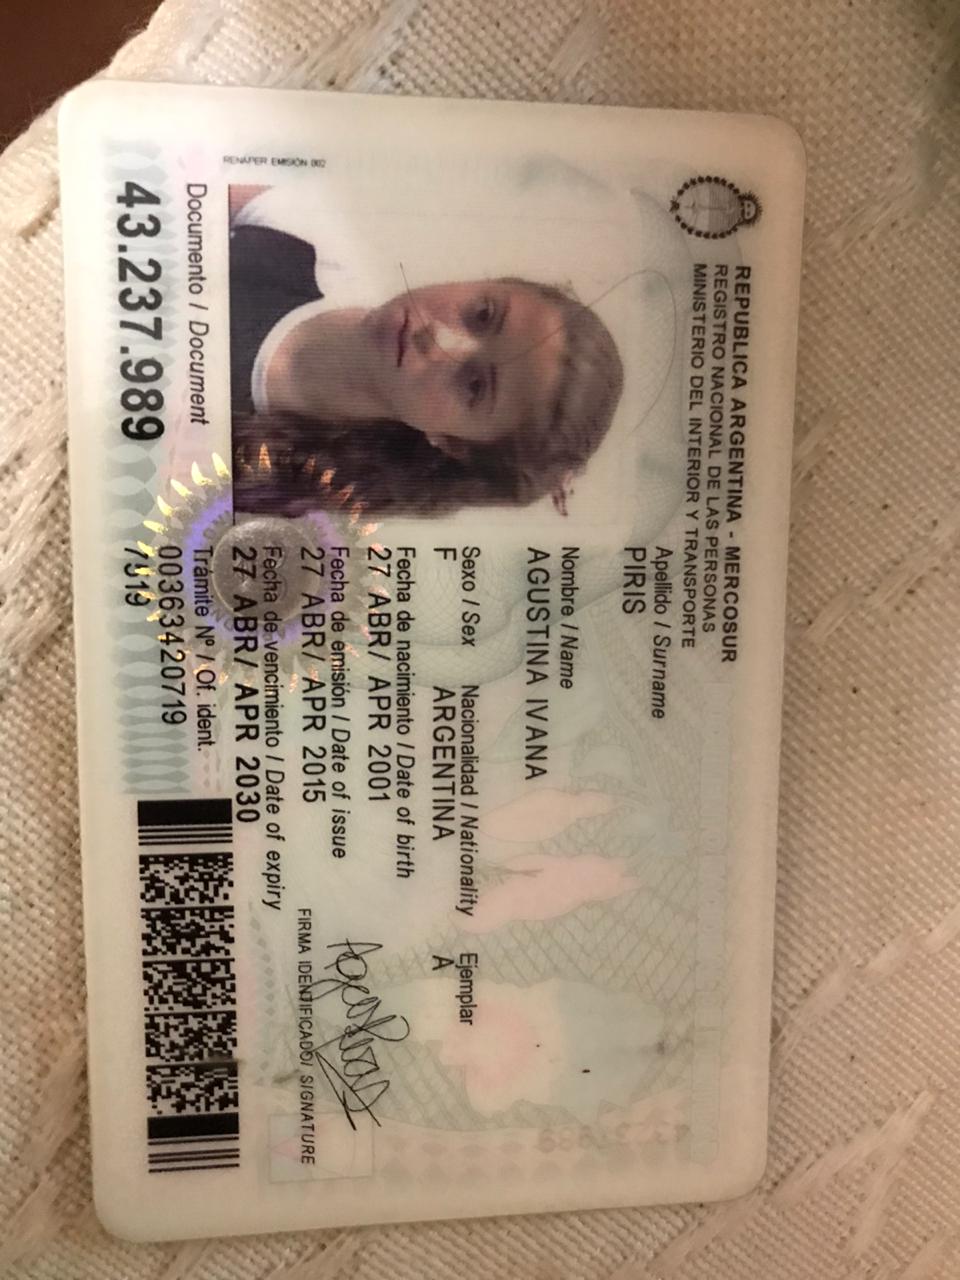 REPUBLICA ARGENTINA - MERCOSUR
REGISTRO NACIONAL DE LAS PERSONAS
MINISTERIO DEL INTERIOR Y TRANSPORTE
Apellido / Surname
PIRIS
Nombre / Name
AGUSTINA IVANA
Sexo / Sex Nacionalidad / Nationality Ejemplar
F ARGENTINA A
Fecha de nacimiento / Date of birth
27 ABR/ APR 2001
Fecha de emisión / Date of issue
27 ABR/ APR 2015
Fecha de vencimiento / Date of expiry
27 ABR/ APR 2030
FIRMA IDENTIFICADO/ SIGNATURE
RENAPER EMISIÓN 002
Documento / Document
43.237.989
Trámite Nº / Of. ident.
00363420719
7519